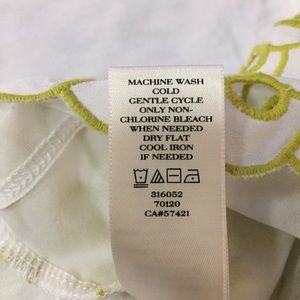 MACHINE WASH
COLD
GENTLE CYCLE
ONLY NON-
CHLORINE BLEACH
WHEN NEEDED
DRY FLAT
COOL IRON
IF NEEDED
316052
70120
CA#57421